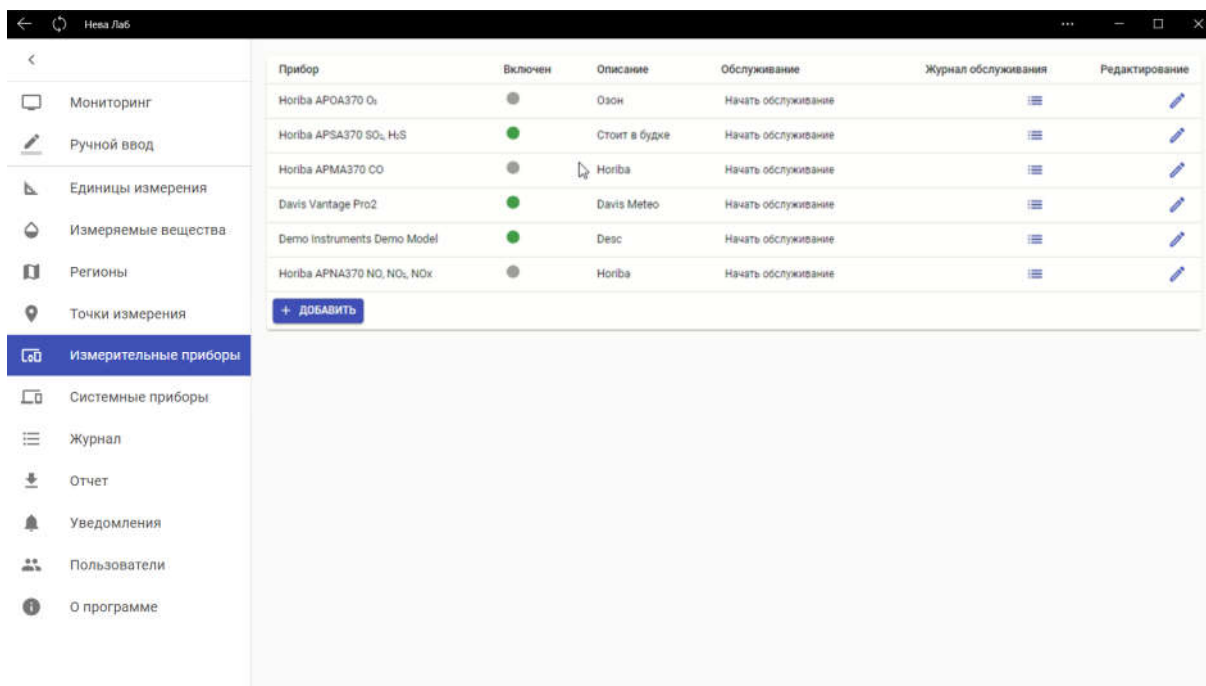 Нева Лаб
Прибор Включен Описание Обслуживание Журнал обслуживания Редактирование
Horiba APOA370 O₃ Озон Начать обслуживание
Horiba APSA370 SO₂, H₂S Стоит в будке Начать обслуживание
Horiba APMA370 CO Horiba Начать обслуживание
Davis Vantage Pro2 Davis Meteo Начать обслуживание
Demo Instruments Demo Model Desc Начать обслуживание
Horiba APNA370 NO, NO₂, NOx Horiba Начать обслуживание
+ ДОБАВИТЬ
Мониторинг
Ручной ввод
Единицы измерения
Измеряемые вещества
Регионы
Точки измерения
Измерительные приборы
Системные приборы
Журнал
Отчет
Уведомления
Пользователи
О программе